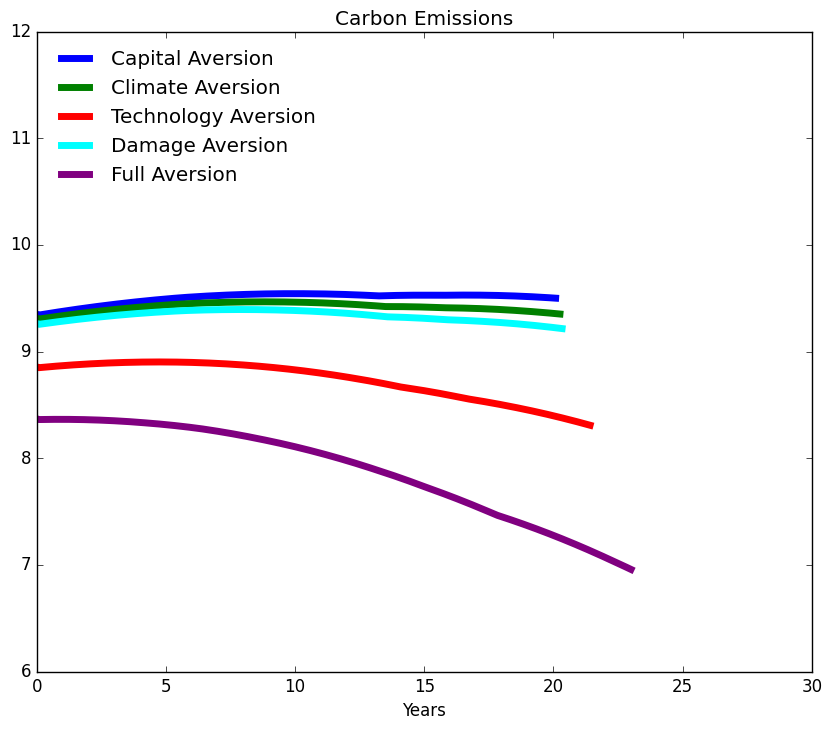 Carbon Emissions
12
11
10
9
8
7
6
Capital Aversion
Climate Aversion
Technology Aversion
Damage Aversion
Full Aversion
0 5 10 15 20 25 30
Years